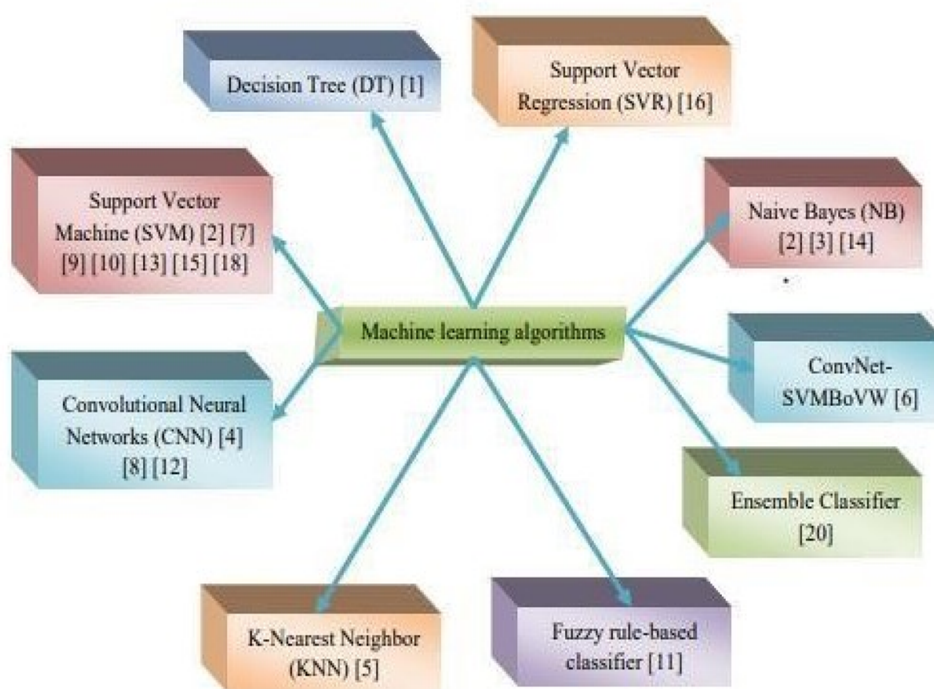 Decision Tree (DT) [1]
Support Vector
Regression (SVR) [16]
Support Vector
Machine (SVM) [2] [7]
[9] [10] [13] [15] [18]
Naive Bayes (NB)
[2] [3] [14]
Machine learning algorithms
ConvNet-
SVMBoVW [6]
Convolutional Neural
Networks (CNN) [4]
[8] [12]
Ensemble Classifier
[20]
K-Nearest Neighbor
(KNN) [5]
Fuzzy rule-based
classifier [11]